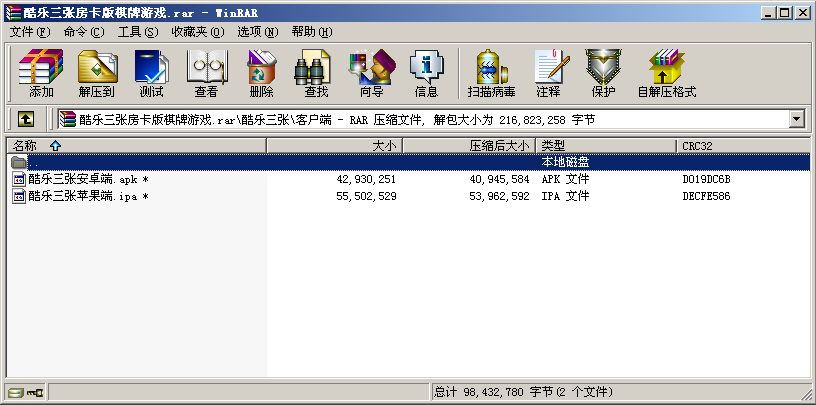 酷乐三张房卡版棋牌游戏.rar - WinRAR
文件(F) 命令(C) 工具(S) 收藏夹(O) 选项(N) 帮助(H)
添加 解压到 测试 查看 删除 查找 向导 信息 扫描病毒 注释 保护 自解压格式
酷乐三张房卡版棋牌游戏.rar\酷乐三张\客户端 - RAR 压缩文件, 解包大小为 216,823,258 字节
名称 大小 压缩后大小 类型 CRC32
.. 本地磁盘
酷乐三张安卓端.apk * 42,930,251 40,945,584 APK 文件 D019DC6B
酷乐三张苹果端.ipa * 55,502,529 53,962,592 IPA 文件 DECFE586
总计 98,432,780 字节(2 个文件)